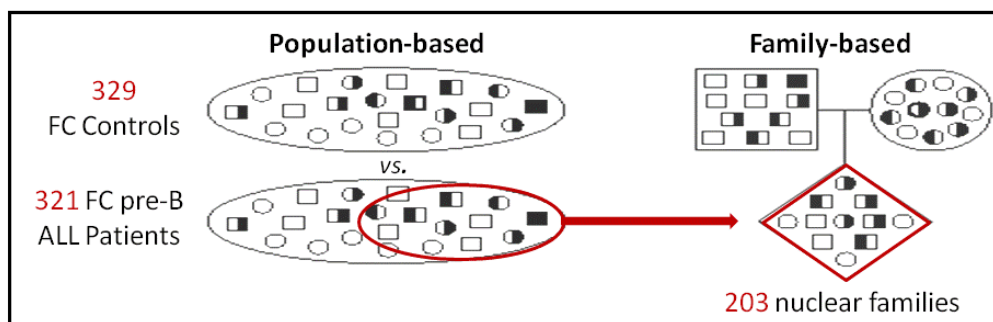 Population-based
Family-based
329
FC Controls
vs.
321 FC pre-B
ALL Patients
203 nuclear families